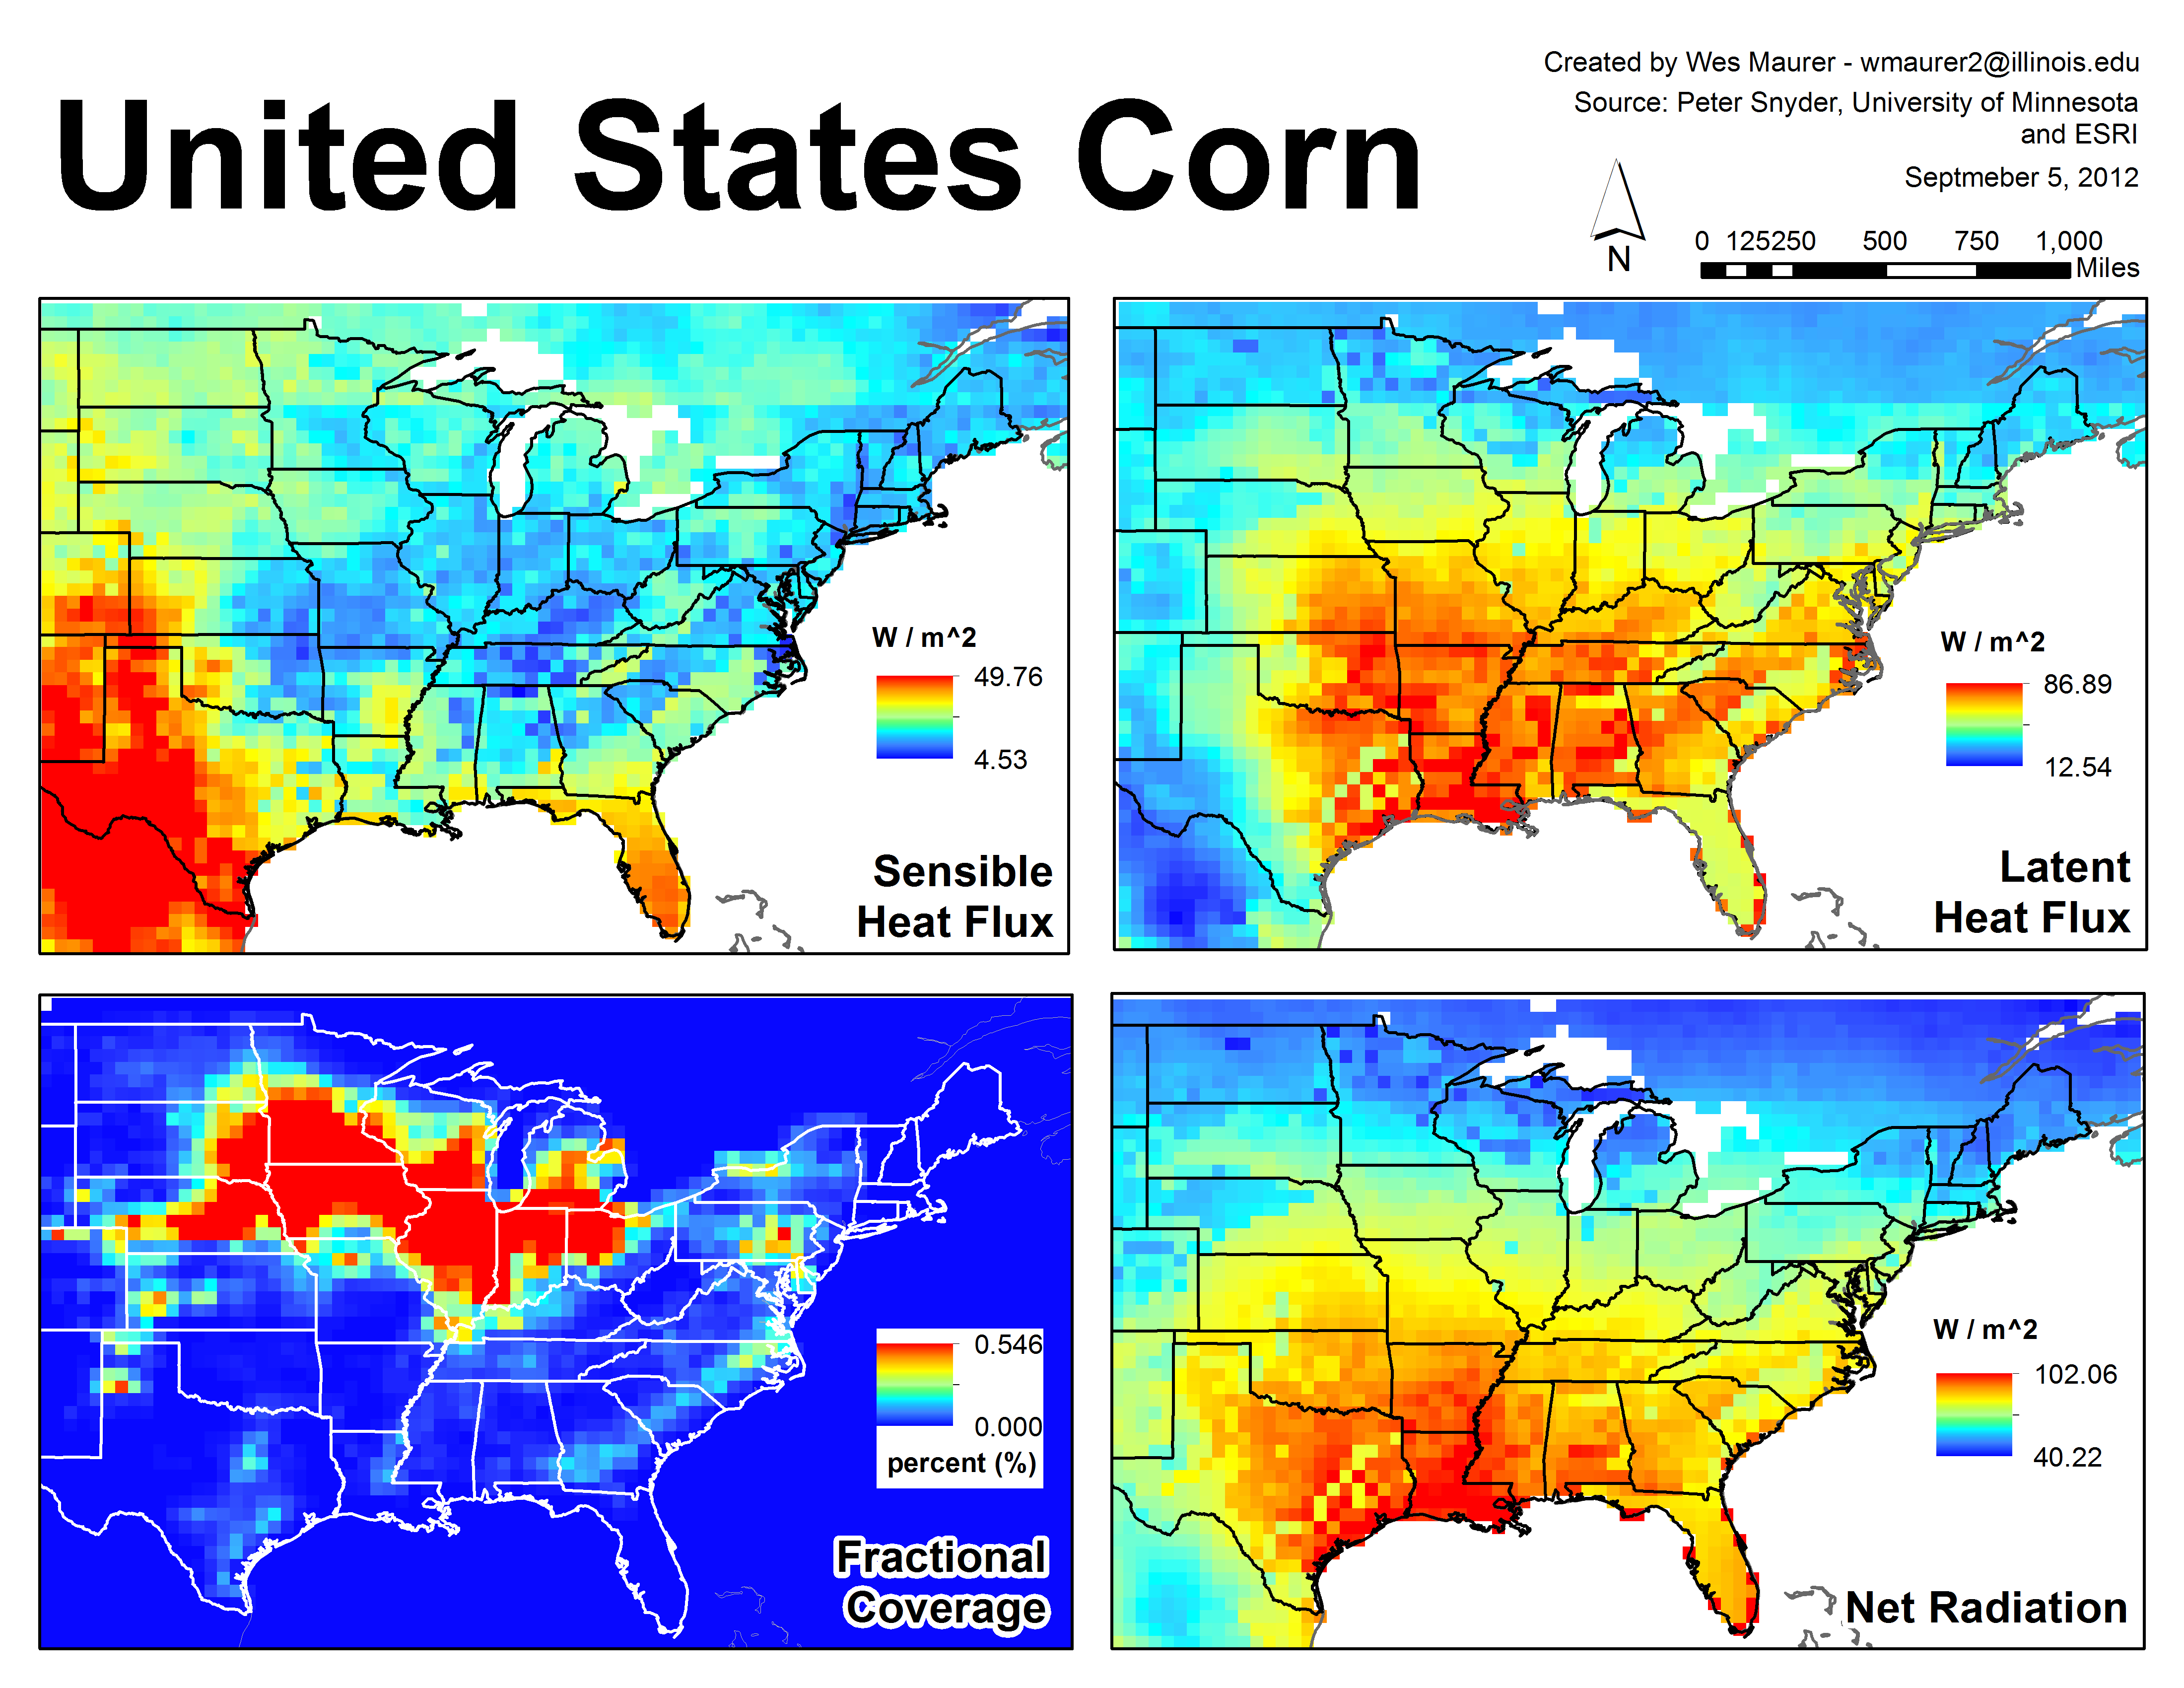 United States Corn
Created by Wes Maurer - wmaurer2@illinois.edu
Source: Peter Snyder, University of Minnesota
and ESRI
Septmeber 5, 2012
N
0 125250 500 750 1,000
Miles
W / m^2
49.76
4.53
Sensible
Heat Flux
W / m^2
86.89
12.54
Latent
Heat Flux
0.546
0.000
percent (%)
Fractional
Coverage
W / m^2
102.06
40.22
Net Radiation